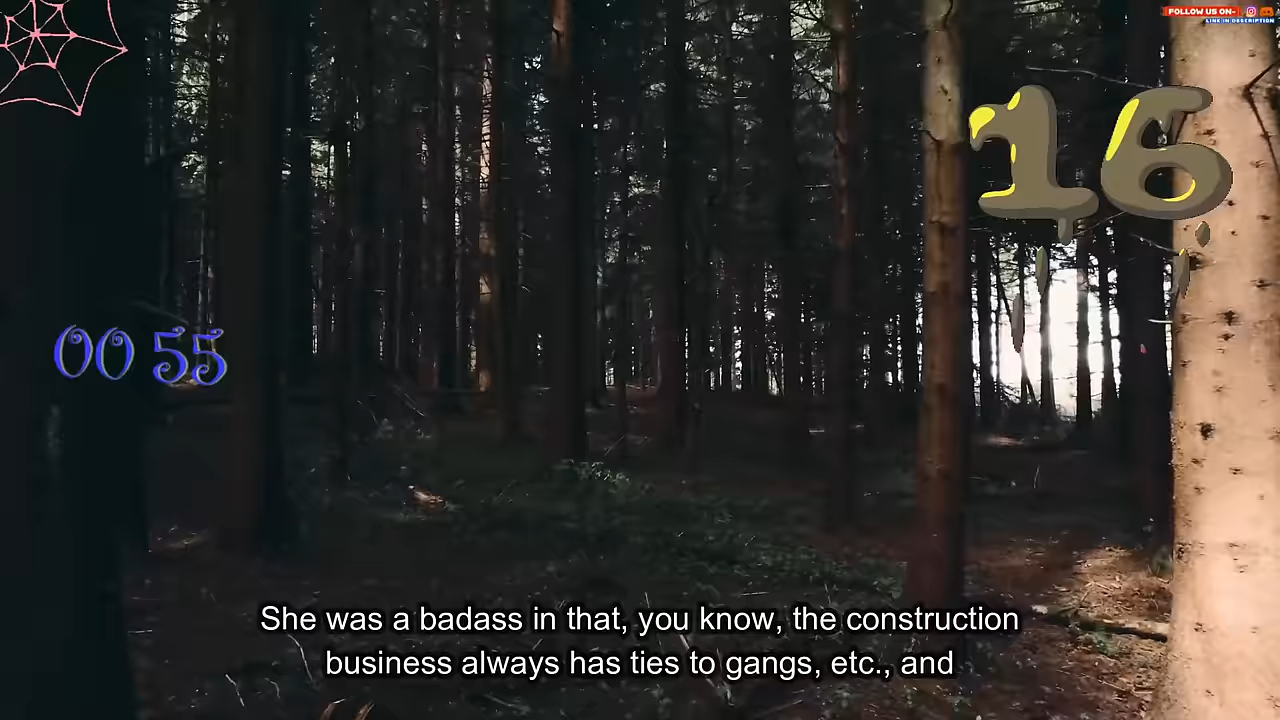 FOLLOW US ON-
LINK IN DESCRIPTION
16
00 55
She was a badass in that, you know, the construction
business always has ties to gangs, etc., and